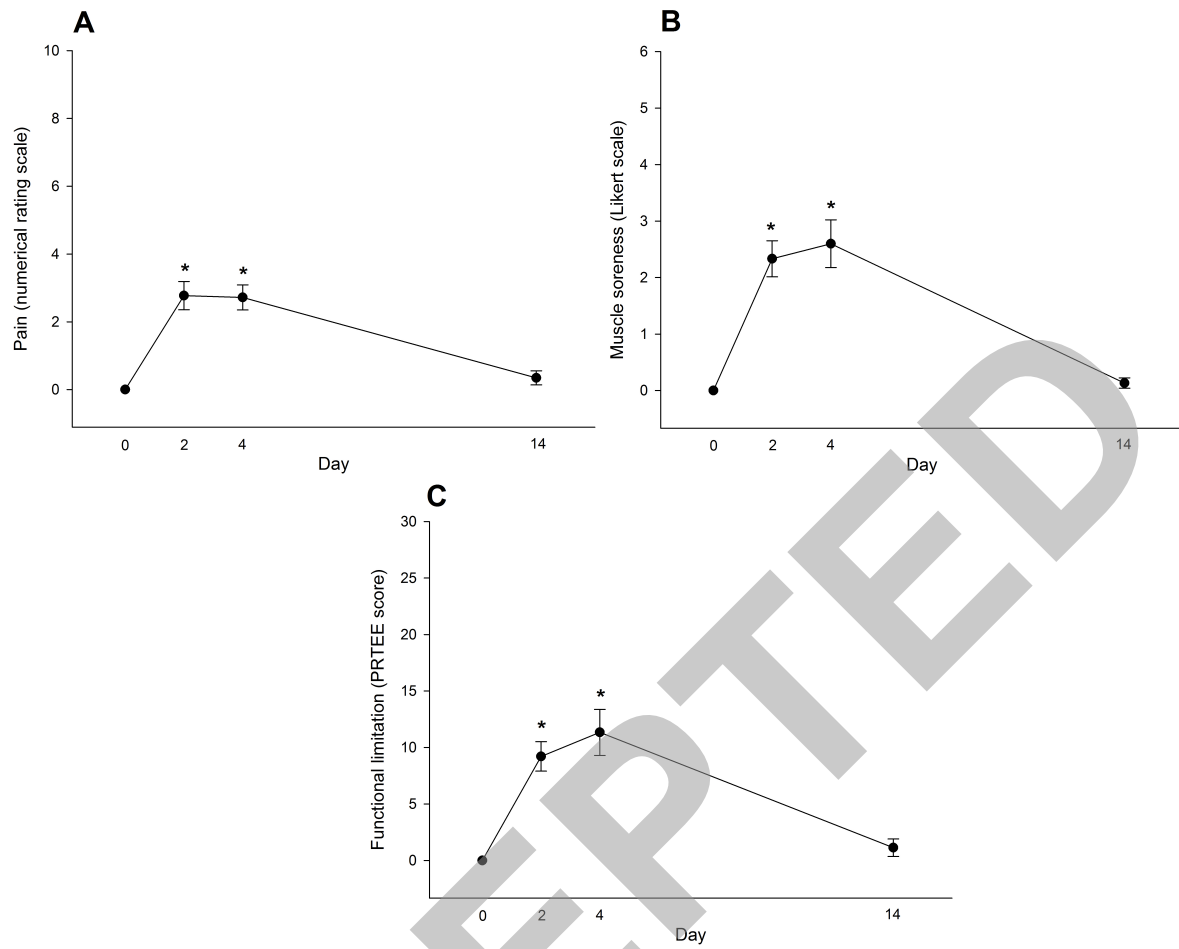 A
Pain (numerical rating scale)
10
8
6
4
2
0
* *
0 2 4 14
Day
B
Muscle soreness (Likert scale)
6
5
4
3
2
1
0
* *
0 2 4 14
Day
C
Functional limitation (PRTEE score)
30
25
20
15
10
5
0
* *
0 2 4 14
Day
EPTED